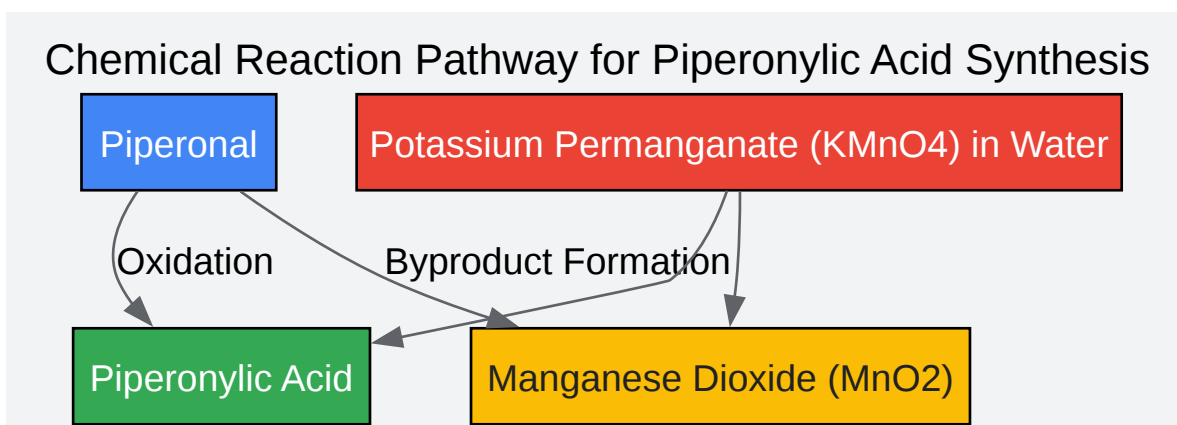 Chemical Reaction Pathway for Piperonylic Acid Synthesis
Piperonal
Potassium Permanganate (KMnO4) in Water
Oxidation
Byproduct Formation
Piperonylic Acid
Manganese Dioxide (MnO2)